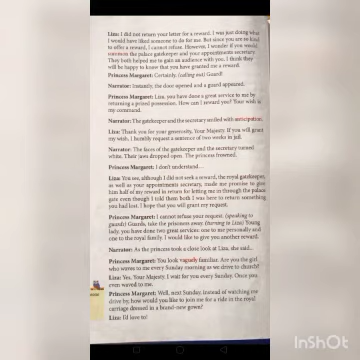 Lizn: I did not return your letter for a reward. I was just doing what
I would have liked someone to do for me. But since you are so kind
to offer a reward, I cannot refuse. However, I wonder if you would
summon the palace gatekeeper and your appointments secretary.
They both helped me to gain an audience with you. I think they
will be happy to know that you have granted me a reward.
Princess Margaret: Certainly, (calling out) Guard!
Narrator: Instantly, the door opened and a guard appeared.
Princess Margaret: Liza, you have done a great service to me by
returning a prized possession. How can I reward you? Your wish is
my command.
Narrator: The gatekeeper and the secretary smiled with anticipation.
Liza: Thank you for your generosity, Your Majesty. If you will grant
my wish, I humbly request a sentence of two weeks in jail.
Narrator: The faces of the gatekeeper and the secretary turned
white. Their jaws dropped open. The princess frowned.
Princess Margaret: I don't understand...
Liza: You see, although I did not seek a reward, the royal gatekeeper,
as well as your appointments secretary, made me promise to give
him half of my reward in return for letting me in through the palace
gate even though I told them both I was here to return something
you had lost. I hope that you will grant my request.
Princess Margaret: I cannot refuse your request. (speaking to
guards) Guards, take the prisoners away. (turning to Liza) Young
lady, you have done two great services: one to me personally and
one to the royal family. I would like to give you another reward.
Narrator: As the princess took a close look at Liza, she said...
Princess Margaret: You look vaguely familiar. Are you the girl
who waves to me every Sunday morning as we drive to church?
Liza: Yes, Your Majesty. I wait for you every Sunday. Once you
even waved to me.
Princess Margaret: Well, next Sunday, instead of watching me
drive by, how would you like to join me for a ride in the royal
carriage dressed in a brand-new gown?
Liza: I'd love to!
InShOt